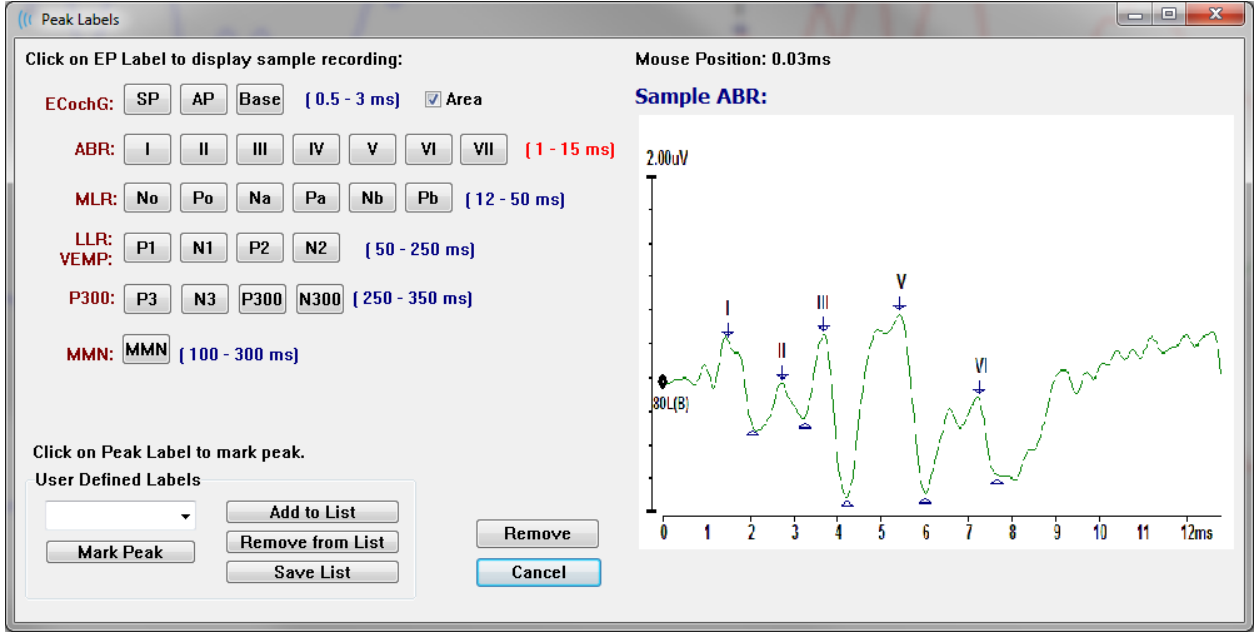 Peak Labels
Click on EP Label to display sample recording:
ECochG: SP AP Base ( 0.5 - 3 ms) Area
ABR: I II III IV V VI VII (1 - 15 ms)
MLR: No Po Na Pa Nb Pb ( 12 - 50 ms)
LLR:
VEMP: P1 N1 P2 N2 ( 50 - 250 ms)
P300: P3 N3 P300 N300 ( 250 - 350 ms)
MMN: MMN ( 100 - 300 ms)
Click on Peak Label to mark peak.
User Defined Labels
Add to List
Mark Peak
Remove from List
Save List
Remove
Cancel
Mouse Position: 0.03ms
Sample ABR:
2.00uV
I II III V VI
80L(B)
0 1 2 3 4 5 6 7 8 9 10 11 12ms